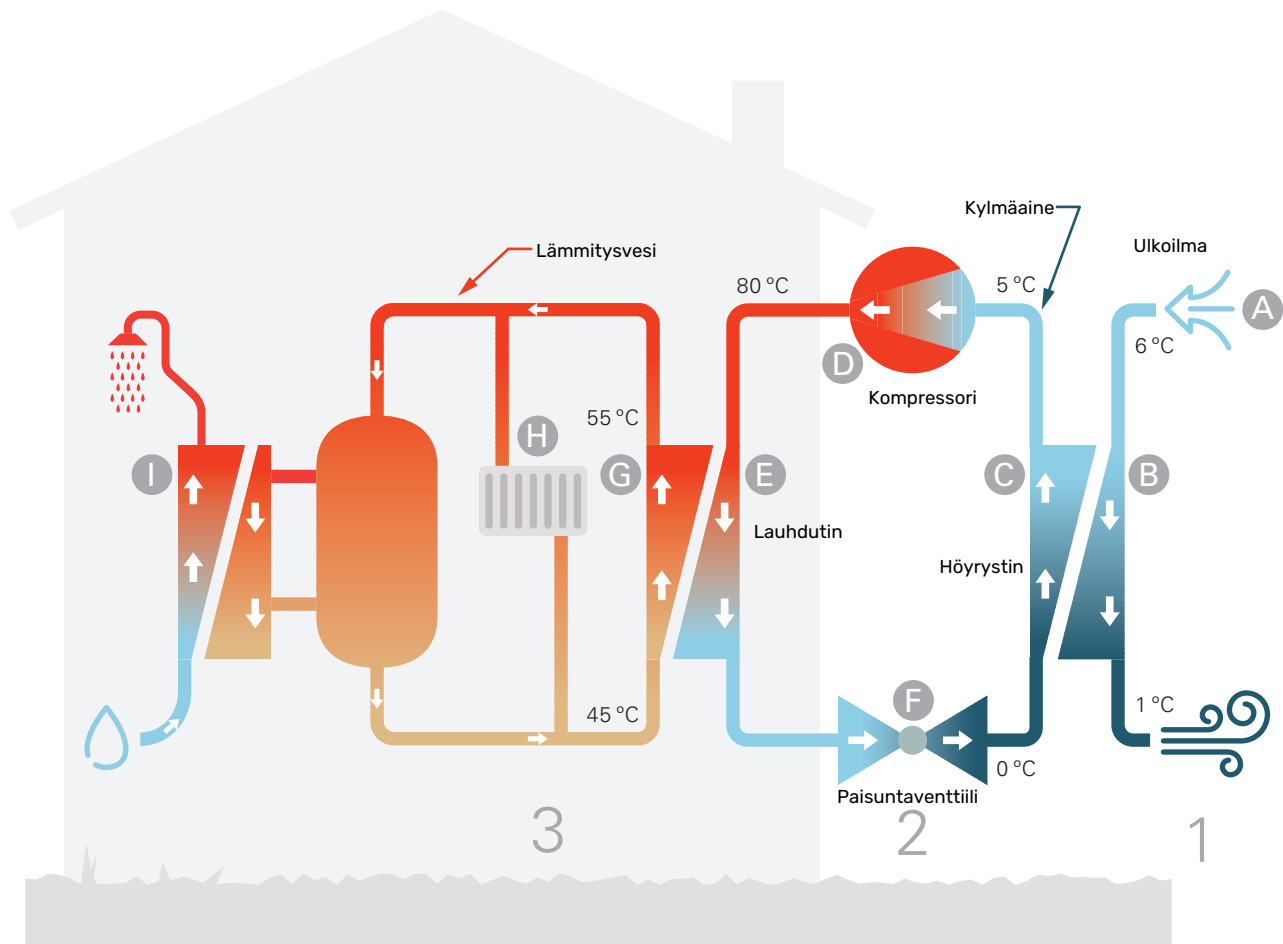 Kylmäaine
Ulkoilma
Lämmitysvesi
80 °C
5 °C
A
6 °C
D
Kompressori
55 °C
H
I
G
E
C
B
Lauhdutin
Höyrystin
F
45 °C
1 °C
0 °C
Paisuntaventtiili
3
2
1